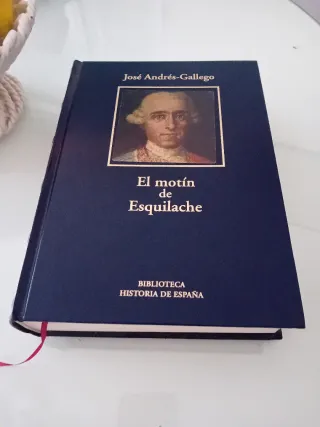 José Andrés-Gallego
El motín
de
Esquilache
BIBLIOTECA
HISTORIA DE ESPAÑA